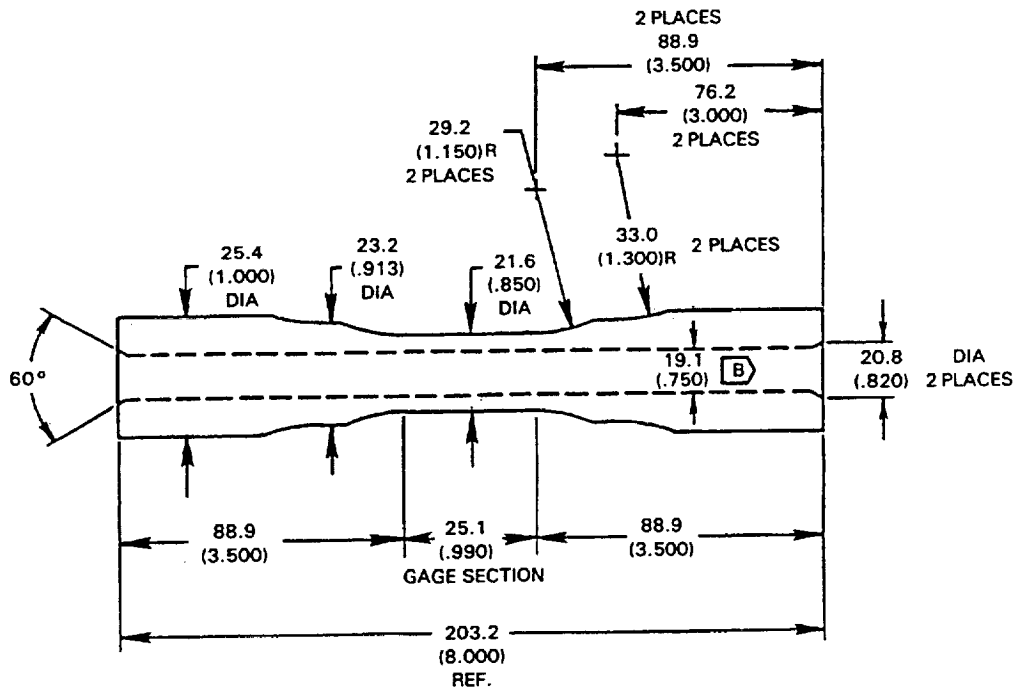 2 PLACES
88.9
(3.500)
76.2
(3.000)
2 PLACES
29.2
(1.150)R
2 PLACES
33.0
(1.300)R
2 PLACES
25.4
(1.000)
DIA
23.2
(.913)
DIA
21.6
(.850)
DIA
60°
19.1
(.750)
B
20.8
(.820)
DIA
2 PLACES
88.9
(3.500)
25.1
(.990)
GAGE SECTION
88.9
(3.500)
203.2
(8.000)
REF.